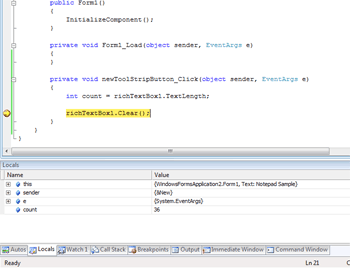 public Form1()
{
InitializeComponent();
}
private void Form1_Load(object sender, EventArgs e)
{
}
private void newToolStripButton_Click(object sender, EventArgs e)
{
int count = richTextBox1.TextLength;
richTextBox1.Clear();
}
}
}
Locals
Name Value
this {WindowsFormsApplication2.Form1, Text: Notepad Sample}
sender {&New}
e {System.EventArgs}
count 36
Autos Locals Watch 1 Call Stack Breakpoints Output Immediate Window Command Window
Ready Ln 21 C